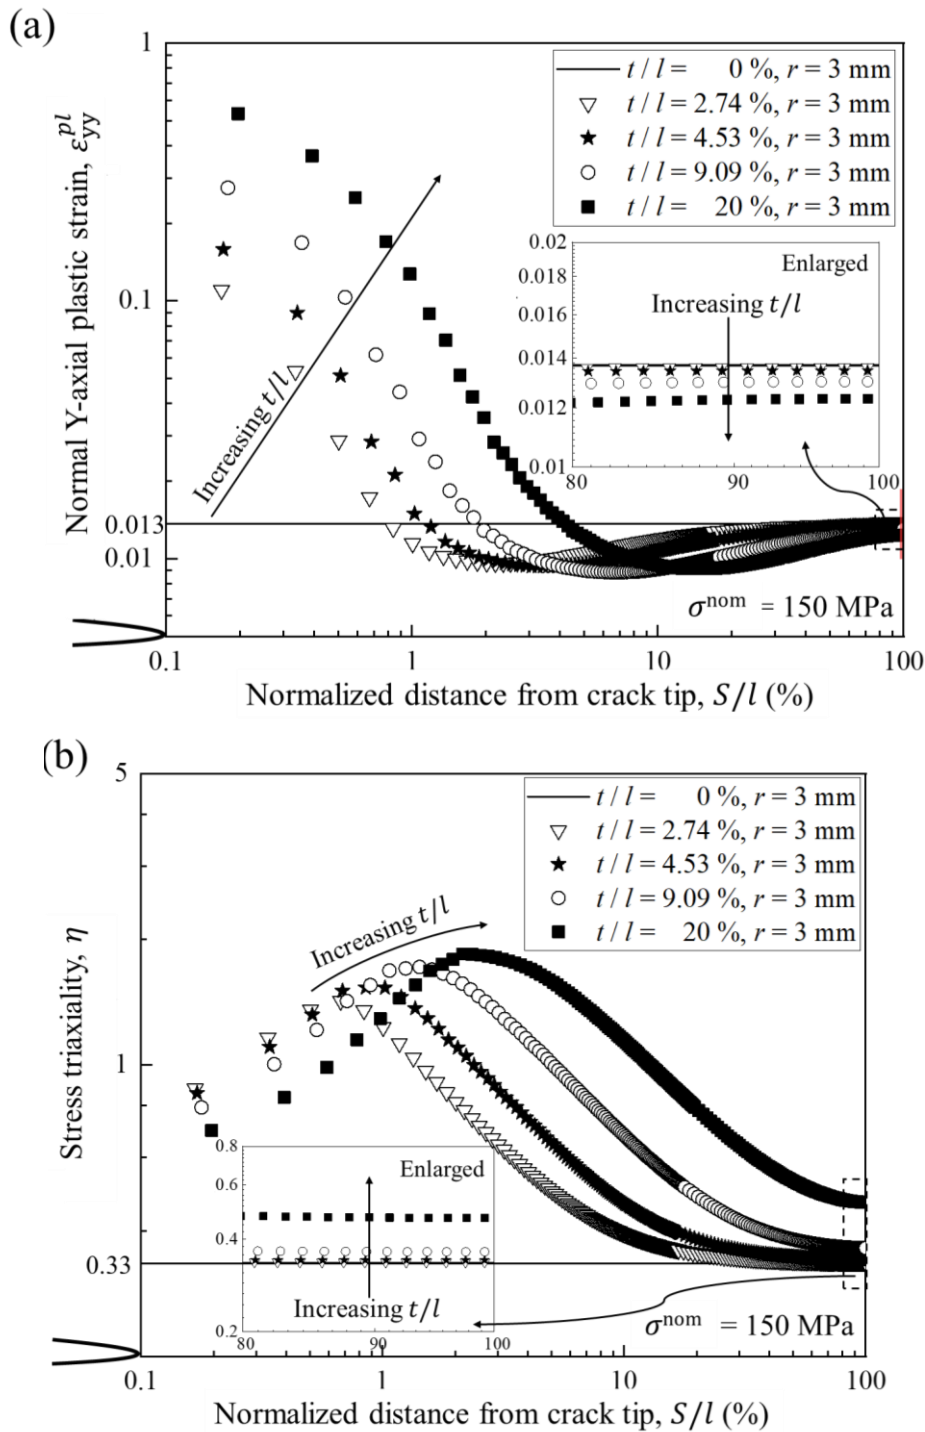 (a)
1
0.1
0.013
0.01
Normal Y-axial plastic strain, ε_yy^pl
t / l = 0 %, r = 3 mm
t / l = 2.74 %, r = 3 mm
t / l = 4.53 %, r = 3 mm
t / l = 9.09 %, r = 3 mm
t / l = 20 %, r = 3 mm
Increasing t/l
0.02
0.018
0.016
0.014
0.012
0.01
Enlarged
Increasing t/l
80 90 100
σ^nom = 150 MPa
0.1 1 10 100
Normalized distance from crack tip, S/l (%)
(b)
5
1
0.33
Stress triaxiality, η
t / l = 0 %, r = 3 mm
t / l = 2.74 %, r = 3 mm
t / l = 4.53 %, r = 3 mm
t / l = 9.09 %, r = 3 mm
t / l = 20 %, r = 3 mm
Increasing t/l
0.8
0.6
0.4
0.2
Enlarged
Increasing t/l
80 90 100
σ^nom = 150 MPa
0.1 1 10 100
Normalized distance from crack tip, S/l (%)